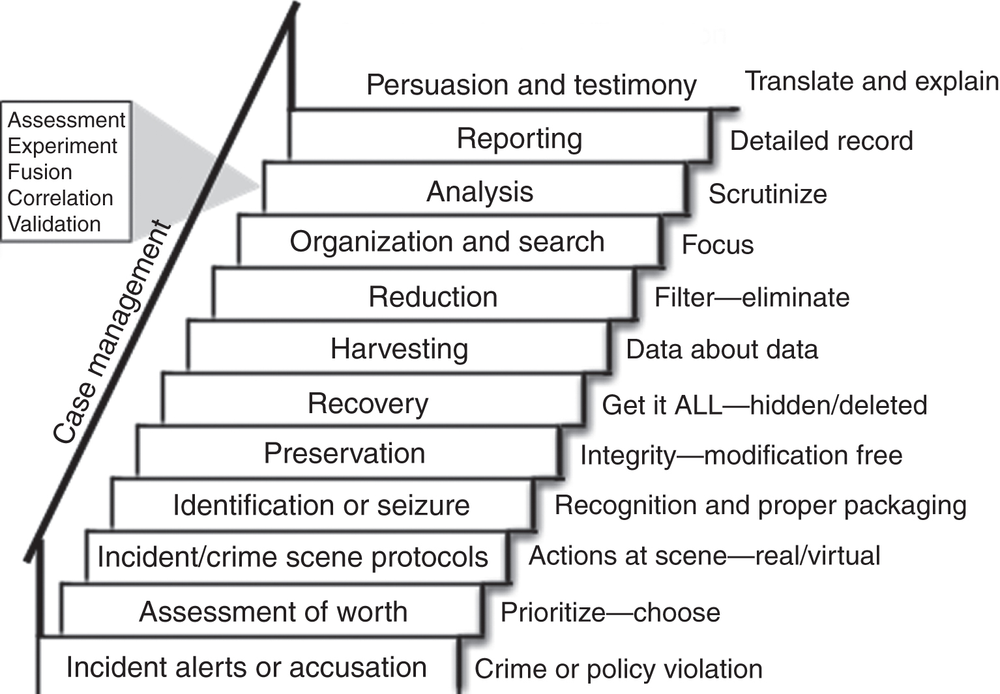 Persuasion and testimony
Translate and explain
Assessment
Experiment
Fusion
Correlation
Validation
Reporting
Detailed record
Analysis
Scrutinize
Organization and search
Focus
Reduction
Filter—eliminate
Harvesting
Data about data
Case management
Recovery
Get it ALL—hidden/deleted
Preservation
Integrity—modification free
Identification or seizure
Recognition and proper packaging
Incident/crime scene protocols
Actions at scene—real/virtual
Assessment of worth
Prioritize—choose
Incident alerts or accusation
Crime or policy violation